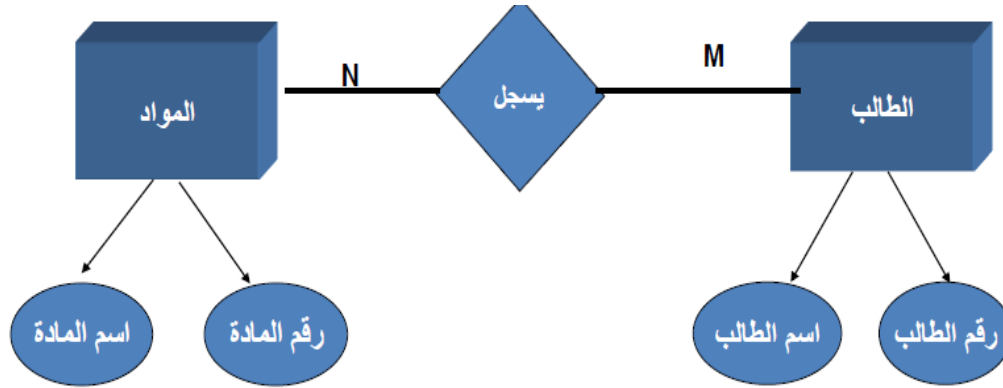 الطالب
M
يسجل
N
المواد
رقم الطالب
اسم الطالب
رقم المادة
اسم المادة